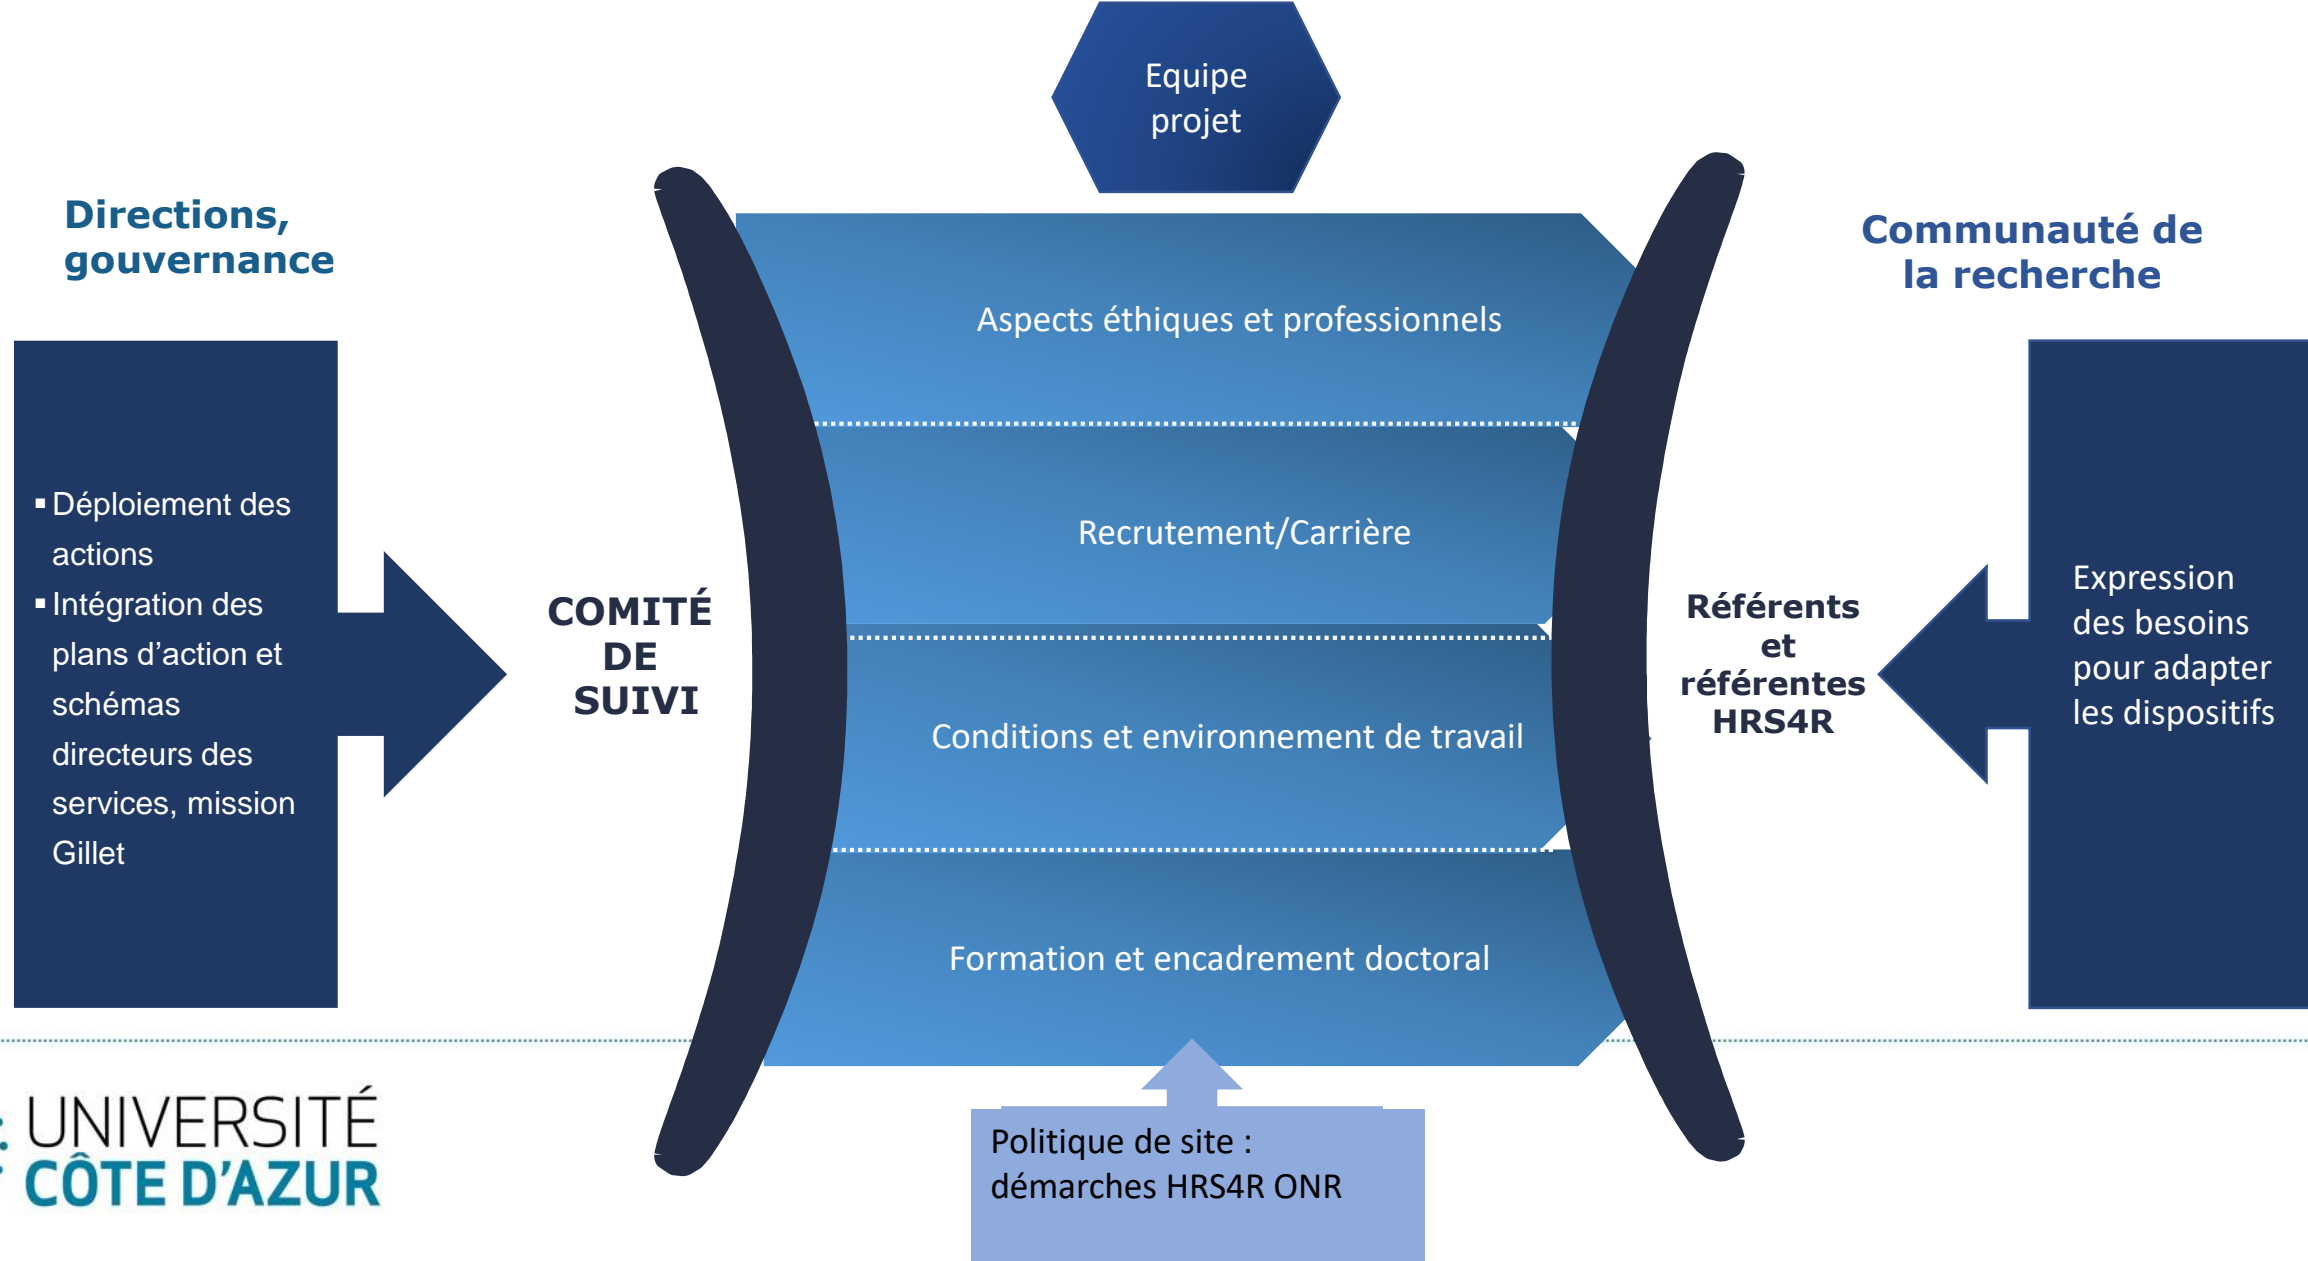 Equipe
projet
Directions,
gouvernance
Communauté de
la recherche
▪Déploiement des
actions
▪Intégration des
plans d’action et
schémas
directeurs des
services, mission
Gillet
COMITÉ
DE
SUIVI
Aspects éthiques et professionnels
Recrutement/Carrière
Conditions et environnement de travail
Formation et encadrement doctoral
Référents
et
référentes
HRS4R
Expression
des besoins
pour adapter
les dispositifs
Politique de site :
démarches HRS4R ONR
UNIVERSITÉ
CÔTE D'AZUR